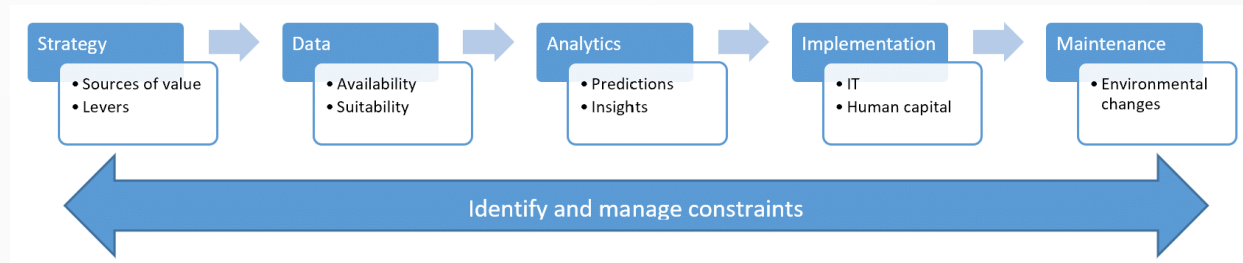 Strategy
• Sources of value
• Levers
Data
• Availability
• Suitability
Analytics
• Predictions
• Insights
Implementation
• IT
• Human capital
Maintenance
• Environmental
changes
Identify and manage constraints